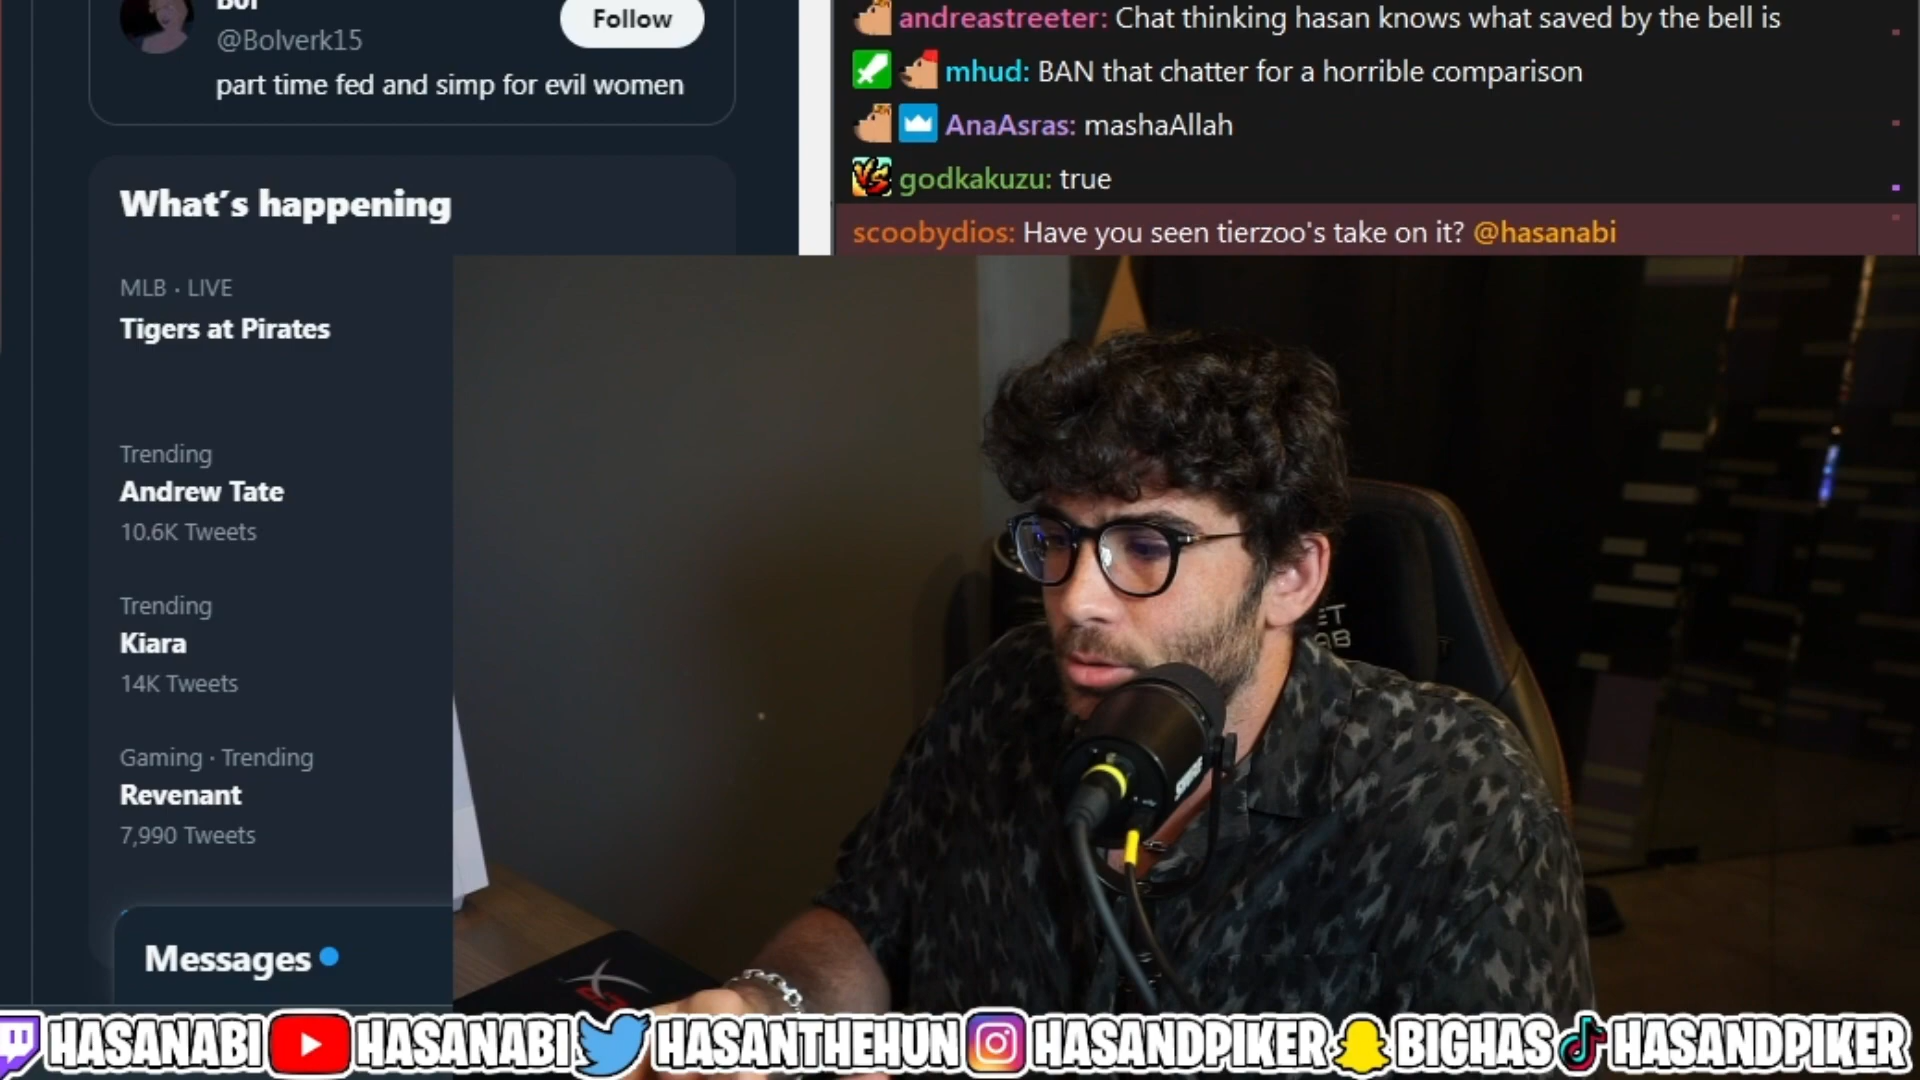 Bol
@Bolverk15
Follow
part time fed and simp for evil women
What's happening
MLB · LIVE
Tigers at Pirates
Trending
Andrew Tate
10.6K Tweets
Trending
Kiara
14K Tweets
Gaming · Trending
Revenant
7,990 Tweets
Messages
andreastreeter: Chat thinking hasan knows what saved by the bell is
mhud: BAN that chatter for a horrible comparison
AnaAsras: mashaAllah
godkakuzu: true
scoobydios: Have you seen tierzoo's take on it? @hasanabi
SHURE
HASANABI HASANABI HASANTHEHUN HASANDPIKER BIGHAS HASANDPIKER